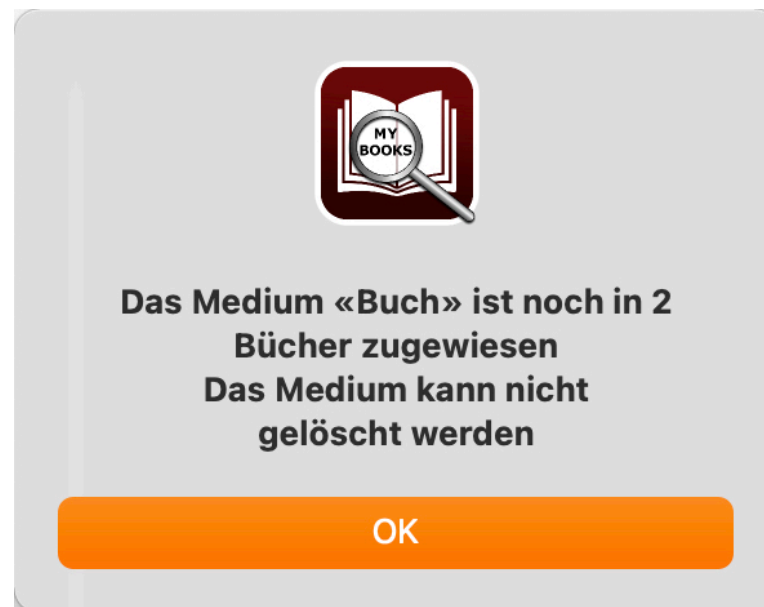 MY
BOOKS
Das Medium «Buch» ist noch in 2
Bücher zugewiesen
Das Medium kann nicht
gelöscht werden
OK